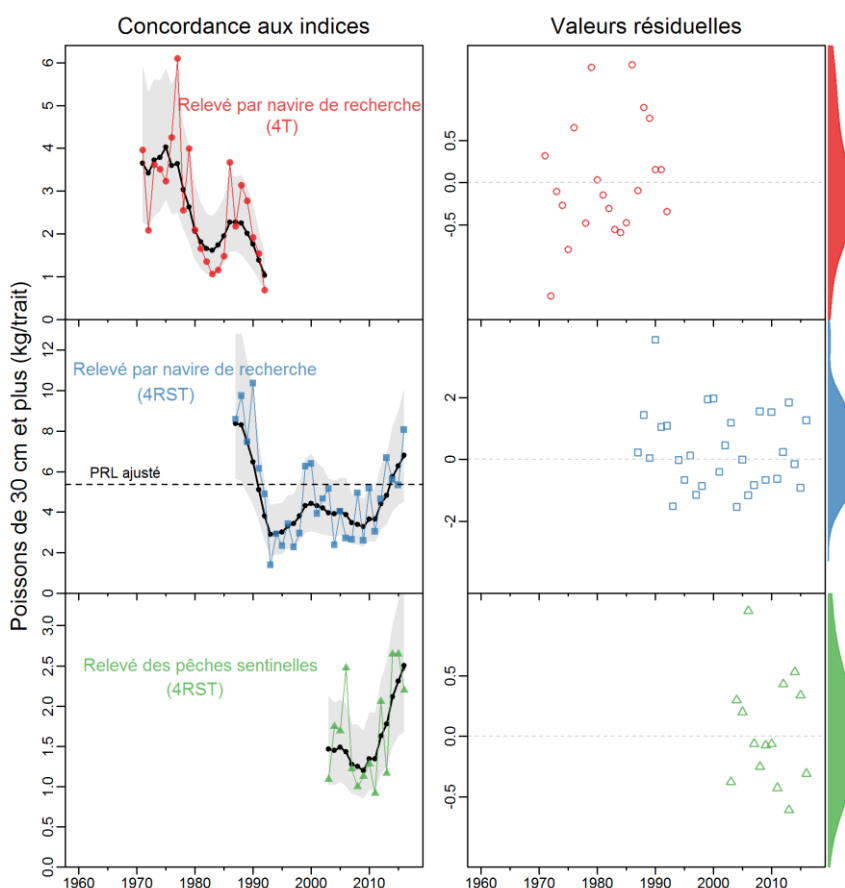 Concordance aux indices
Valeurs résiduelles
Poissons de 30 cm et plus (kg/trait)
6
5
4
3
2
1
0
Relevé par navire de recherche
(4T)
0.5
0.0
-0.5
12
10
8
6
4
2
0
Relevé par navire de recherche
(4RST)
PRL ajusté
2
0
2
2.5
2.0
1.5
1.0
0.5
0.0
Relevé des pêches sentinelles
(4RST)
0.5
0.0
-0.5
1960 1970 1980 1990 2000 2010
1960 1970 1980 1990 2000 2010